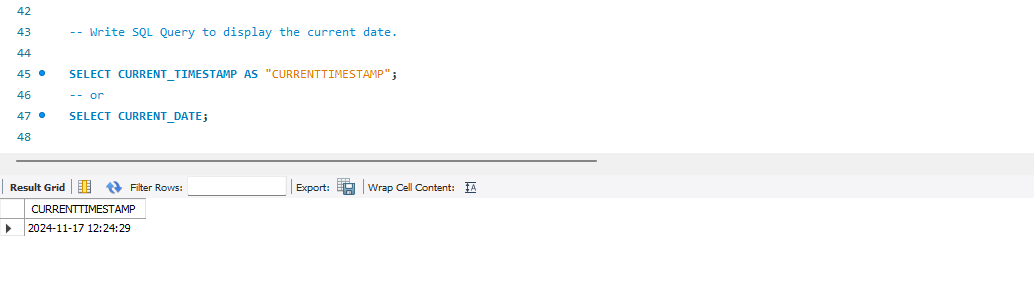 42
43 -- Write SQL Query to display the current date.
44
45 SELECT CURRENT_TIMESTAMP AS "CURRENTTIMESTAMP";
46 -- or
47 SELECT CURRENT_DATE;
48
Result Grid Filter Rows: Export: Wrap Cell Content:
CURRENTTIMESTAMP
2024-11-17 12:24:29